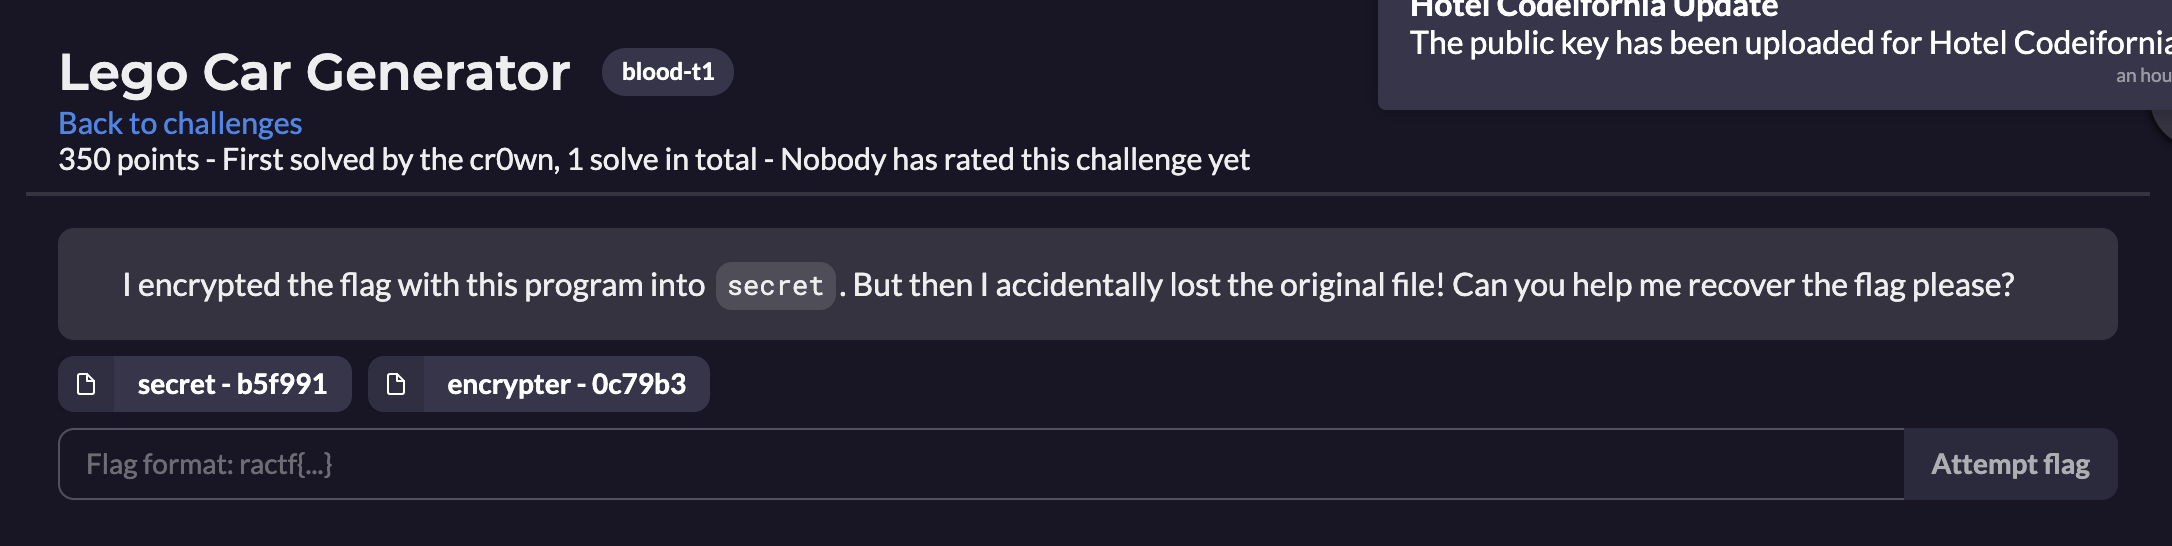 Hotel Codeifornia Update
The public key has been uploaded for Hotel Codeifornia
an hou
Lego Car Generator blood-t1
Back to challenges
350 points - First solved by the cr0wn, 1 solve in total - Nobody has rated this challenge yet
I encrypted the flag with this program into secret. But then I accidentally lost the original file! Can you help me recover the flag please?
secret - b5f991 encrypter - 0c79b3
Flag format: ractf{...} Attempt flag